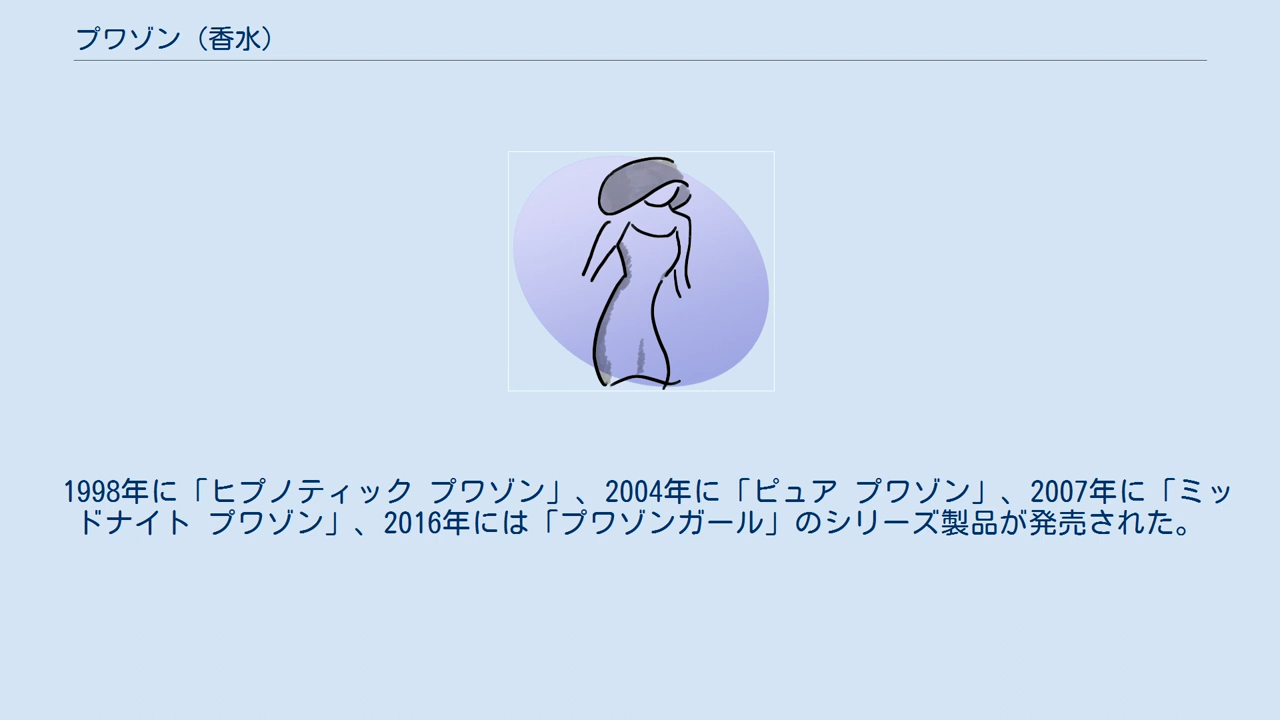 プワゾン（香水）
1998年に「ヒプノティック プワゾン」、2004年に「ピュア プワゾン」、2007年に「ミッ
ドナイト プワゾン」、2016年には「プワゾンガール」のシリーズ製品が発売された。